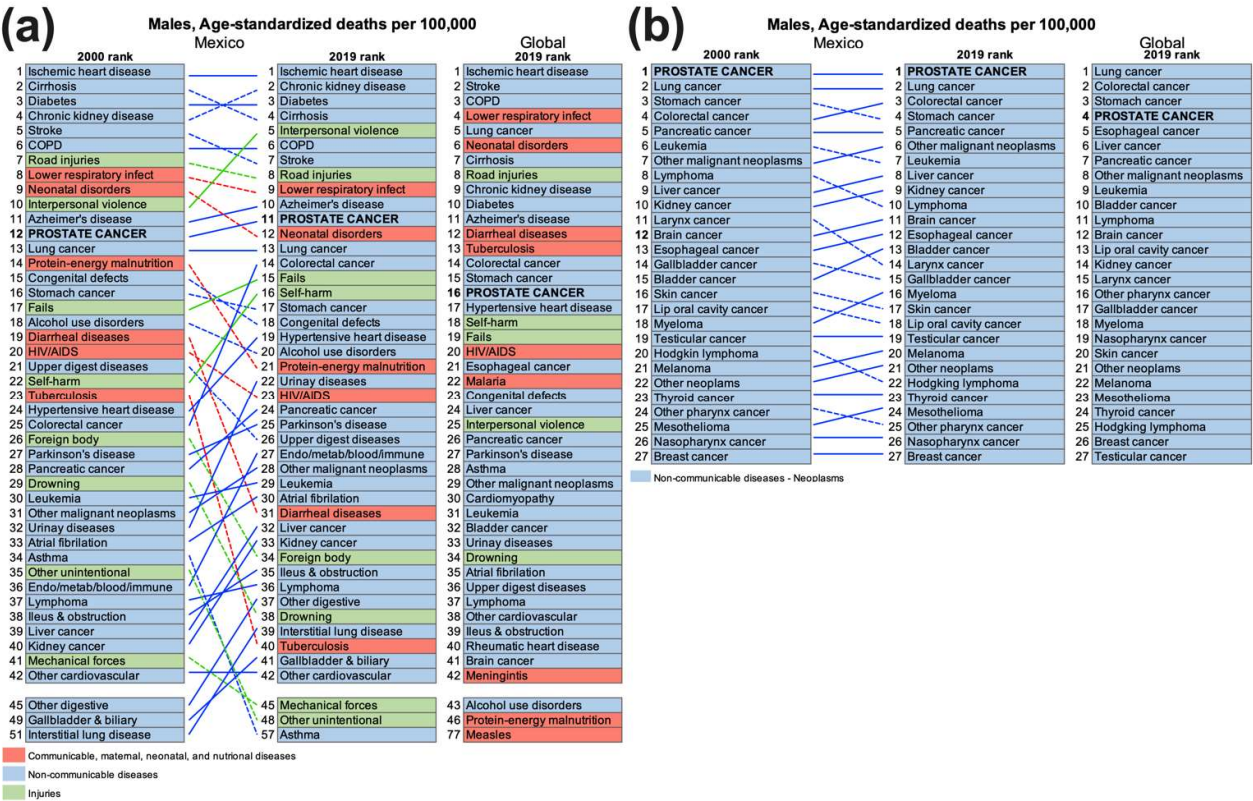 (a)
Males, Age-standardized deaths per 100,000
Mexico
Global
2000 rank
1 Ischemic heart disease
2 Cirrhosis
3 Diabetes
4 Chronic kidney disease
5 Stroke
6 COPD
7 Road injuries
8 Lower respiratory infect
9 Neonatal disorders
10 Interpersonal violence
11 Azheimer's disease
12 PROSTATE CANCER
13 Lung cancer
14 Protein-energy malnutrition
15 Congenital defects
16 Stomach cancer
17 Fails
18 Alcohol use disorders
19 Diarrheal diseases
20 HIV/AIDS
21 Upper digest diseases
22 Self-harm
23 Tuberculosis
24 Hypertensive heart disease
25 Colorectal cancer
26 Foreign body
27 Parkinson's disease
28 Pancreatic cancer
29 Drowning
30 Leukemia
31 Other malignant neoplasms
32 Urinay diseases
33 Atrial fibrilation
34 Asthma
35 Other unintentional
36 Endo/metab/blood/immune
37 Lymphoma
38 Ileus & obstruction
39 Liver cancer
40 Kidney cancer
41 Mechanical forces
42 Other cardiovascular
45 Other digestive
49 Gallbladder & biliary
51 Interstitial lung disease
2019 rank
1 Ischemic heart disease
2 Chronic kidney disease
3 Diabetes
4 Cirrhosis
5 Interpersonal violence
6 COPD
7 Stroke
8 Road injuries
9 Lower respiratory infect
10 Azheimer's disease
11 PROSTATE CANCER
12 Neonatal disorders
13 Lung cancer
14 Colorectal cancer
15 Fails
16 Self-harm
17 Stomach cancer
18 Congenital defects
19 Hypertensive heart disease
20 Alcohol use disorders
21 Protein-energy malnutrition
22 Urinay diseases
23 HIV/AIDS
24 Pancreatic cancer
25 Parkinson's disease
26 Upper digest diseases
27 Endo/metab/blood/immune
28 Other malignant neoplasms
29 Leukemia
30 Atrial fibrilation
31 Diarrheal diseases
32 Liver cancer
33 Kidney cancer
34 Foreign body
35 Ileus & obstruction
36 Lymphoma
37 Other digestive
38 Drowning
39 Interstitial lung disease
40 Tuberculosis
41 Gallbladder & biliary
42 Other cardiovascular
45 Mechanical forces
48 Other unintentional
57 Asthma
2019 rank
1 Ischemic heart disease
2 Stroke
3 COPD
4 Lower respiratory infect
5 Lung cancer
6 Neonatal disorders
7 Cirrhosis
8 Road injuries
9 Chronic kidney disease
10 Diabetes
11 Azheimer's disease
12 Diarrheal diseases
13 Tuberculosis
14 Colorectal cancer
15 Stomach cancer
16 PROSTATE CANCER
17 Hypertensive heart disease
18 Self-harm
19 Fails
20 HIV/AIDS
21 Esophageal cancer
22 Malaria
23 Congenital defects
24 Liver cancer
25 Interpersonal violence
26 Pancreatic cancer
27 Parkinson's disease
28 Asthma
29 Other malignant neoplasms
30 Cardiomyopathy
31 Leukemia
32 Bladder cancer
33 Urinay diseases
34 Drowning
35 Atrial fibrilation
36 Upper digest diseases
37 Lymphoma
38 Other cardiovascular
39 Ileus & obstruction
40 Rheumatic heart disease
41 Brain cancer
42 Meningintis
43 Alcohol use disorders
46 Protein-energy malnutrition
77 Measles
Communicable, maternal, neonatal, and nutrional diseases
Non-communicable diseases
Injuries
(b)
Males, Age-standardized deaths per 100,000
Mexico
Global
2000 rank
1 PROSTATE CANCER
2 Lung cancer
3 Stomach cancer
4 Colorectal cancer
5 Pancreatic cancer
6 Leukemia
7 Other malignant neoplasms
8 Lymphoma
9 Liver cancer
10 Kidney cancer
11 Larynx cancer
12 Brain cancer
13 Esophageal cancer
14 Gallbladder cancer
15 Bladder cancer
16 Skin cancer
17 Lip oral cavity cancer
18 Myeloma
19 Testicular cancer
20 Hodgkin lymphoma
21 Melanoma
22 Other neoplams
23 Thyroid cancer
24 Other pharynx cancer
25 Mesothelioma
26 Nasopharynx cancer
27 Breast cancer
2019 rank
1 PROSTATE CANCER
2 Lung cancer
3 Colorectal cancer
4 Stomach cancer
5 Pancreatic cancer
6 Other malignant neoplasms
7 Leukemia
8 Liver cancer
9 Kidney cancer
10 Lymphoma
11 Brain cancer
12 Esophageal cancer
13 Bladder cancer
14 Larynx cancer
15 Gallbladder cancer
16 Myeloma
17 Skin cancer
18 Lip oral cavity cancer
19 Testicular cancer
20 Melanoma
21 Other neoplams
22 Hodgking lymphoma
23 Thyroid cancer
24 Mesothelioma
25 Other pharynx cancer
26 Nasopharynx cancer
27 Breast cancer
2019 rank
1 Lung cancer
2 Colorectal cancer
3 Stomach cancer
4 PROSTATE CANCER
5 Esophageal cancer
6 Liver cancer
7 Pancreatic cancer
8 Other malignant neoplasms
9 Leukemia
10 Bladder cancer
11 Lymphoma
12 Brain cancer
13 Lip oral cavity cancer
14 Kidney cancer
15 Larynx cancer
16 Other pharynx cancer
17 Gallbladder cancer
18 Myeloma
19 Nasopharynx cancer
20 Skin cancer
21 Other neoplams
22 Melanoma
23 Mesothelioma
24 Thyroid cancer
25 Hodgking lymphoma
26 Breast cancer
27 Testicular cancer
Non-communicable diseases - Neoplasms